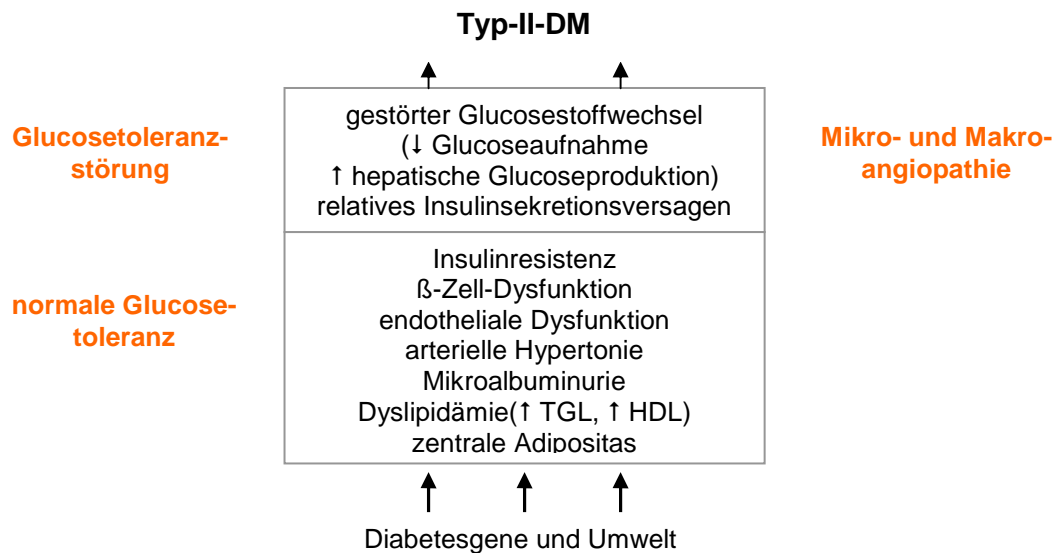 Typ-II-DM
gestörter Glucosestoffwechsel
(↓ Glucoseaufnahme
↑ hepatische Glucoseproduktion)
relatives Insulinsekretionsversagen
Glucosetoleranz-
störung
Mikro- und Makro-
angiopathie
Insulinresistenz
ß-Zell-Dysfunktion
endotheliale Dysfunktion
arterielle Hypertonie
Mikroalbuminurie
Dyslipidämie(↑ TGL, ↑ HDL)
zentrale Adipositas
normale Glucose-
toleranz
Diabetesgene und Umwelt